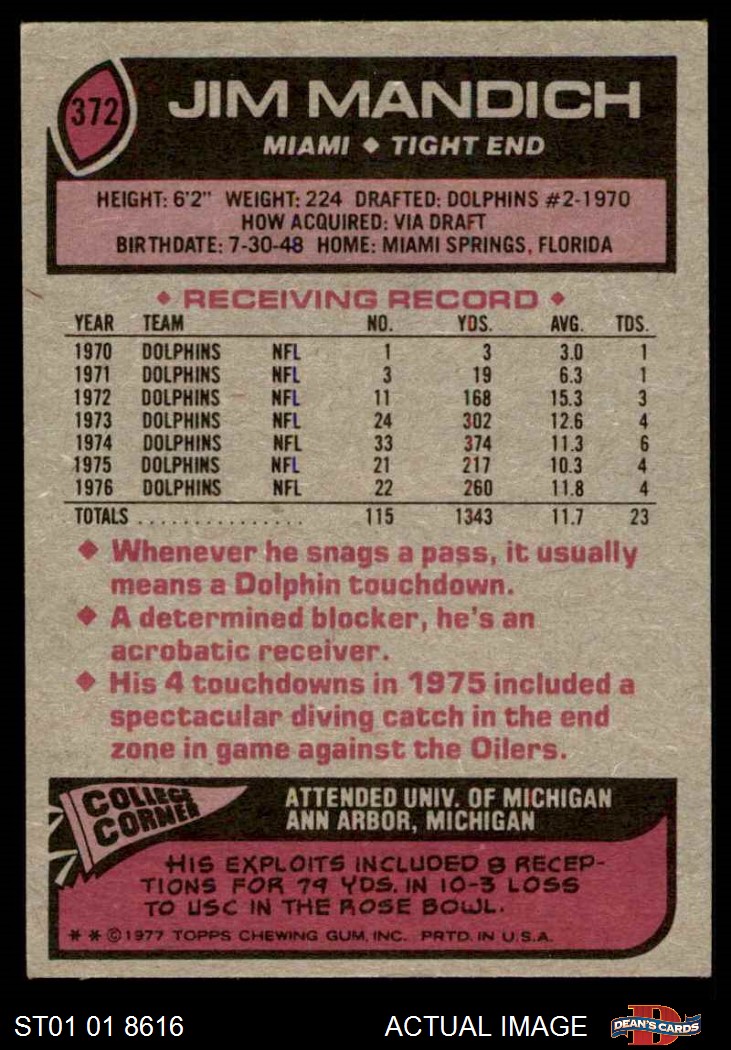 372
JIM MANDICH
MIAMI ◆ TIGHT END
HEIGHT: 6'2" WEIGHT: 224 DRAFTED: DOLPHINS #2-1970
HOW ACQUIRED: VIA DRAFT
BIRTHDATE: 7-30-48 HOME: MIAMI SPRINGS, FLORIDA
◆ RECEIVING RECORD ◆
YEAR TEAM NO. YDS. AVG. TDS.
1970 DOLPHINS NFL 1 3 3.0 1
1971 DOLPHINS NFL 3 19 6.3 1
1972 DOLPHINS NFL 11 168 15.3 3
1973 DOLPHINS NFL 24 302 12.6 4
1974 DOLPHINS NFL 33 374 11.3 6
1975 DOLPHINS NFL 21 217 10.3 4
1976 DOLPHINS NFL 22 260 11.8 4
TOTALS ............... 115 1343 11.7 23
◆ Whenever he snags a pass, it usually
means a Dolphin touchdown.
◆ A determined blocker, he's an
acrobatic receiver.
◆ His 4 touchdowns in 1975 included a
spectacular diving catch in the end
zone in game against the Oilers.
COLLEGE
CORNER
ATTENDED UNIV. OF MICHIGAN
ANN ARBOR, MICHIGAN
HIS EXPLOITS INCLUDED 8 RECEP-
TIONS FOR 79 YDS. IN 10-3 LOSS
TO USC IN THE ROSE BOWL.
* * © 1977 TOPPS CHEWING GUM, INC. PRTD. IN U.S.A.
ST01 01 8616
ACTUAL IMAGE
D
DEAN'S CARDS